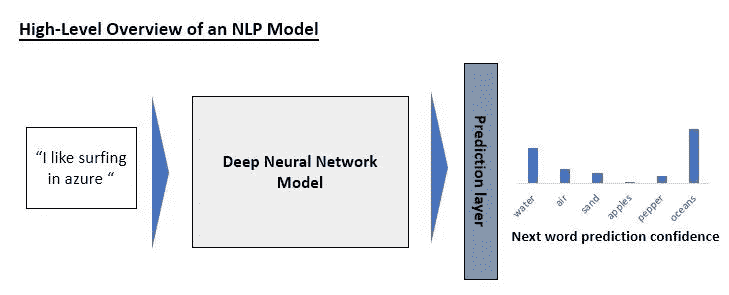 High-Level Overview of an NLP Model
“I like surfing
in azure “
Deep Neural Network
Model
Prediction layer
water
air
sand
apples
pepper
oceans
Next word prediction confidence